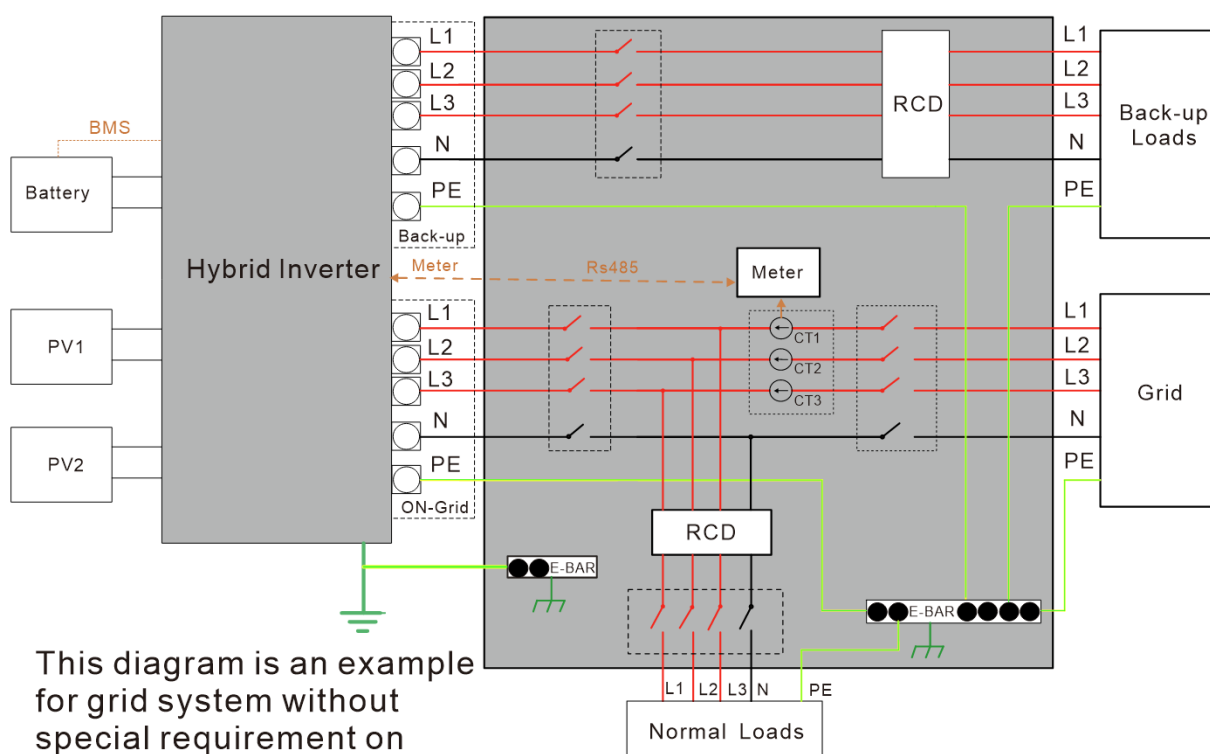 L1
L2
L3
N
PE
Back-up
BMS
Battery
Hybrid Inverter
RCD
L1
L2
L3
N
PE
Back-up
Loads
Meter
Rs485
Meter
PV1
PV2
L1
L2
L3
N
PE
ON-Grid
CT1
CT2
CT3
L1
L2
L3
N
PE
Grid
RCD
E-BAR
E-BAR
L1 L2 L3 N PE
Normal Loads
This diagram is an example
for grid system without
special requirement on